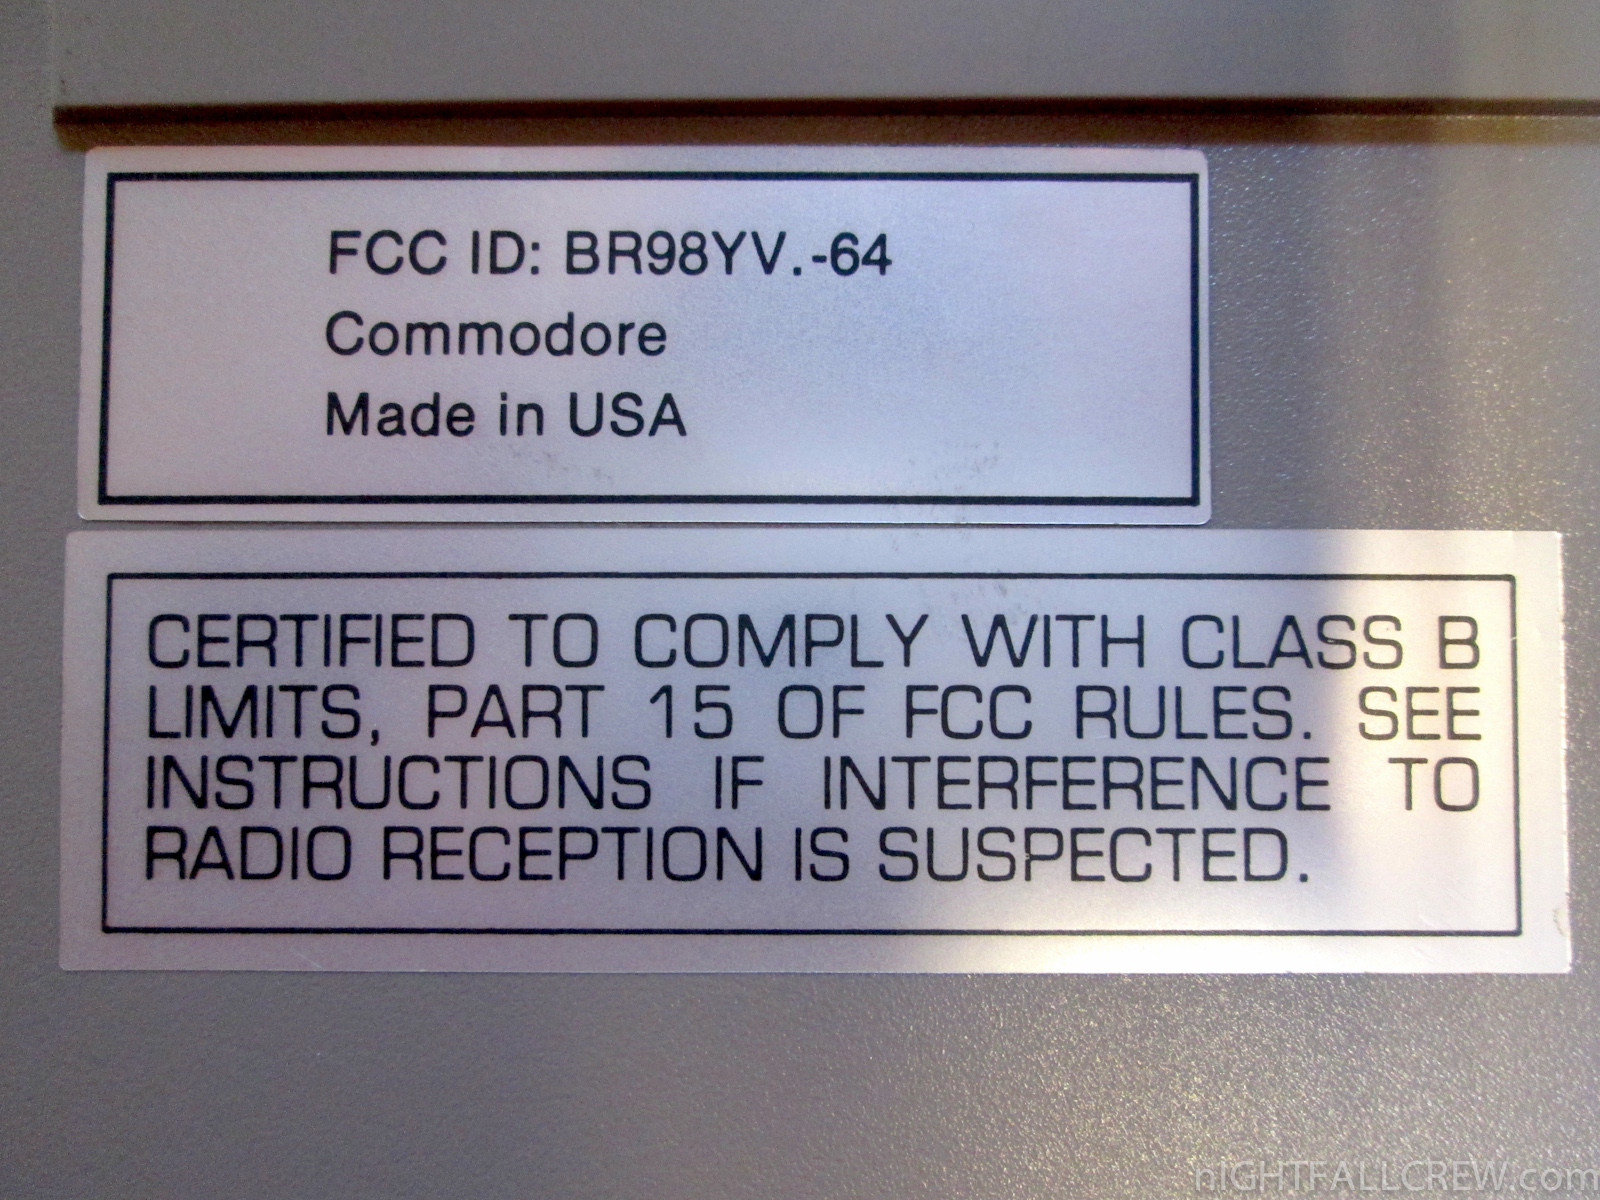 FCC ID: BR98YV.-64
Commodore
Made in USA
CERTIFIED TO COMPLY WITH CLASS B
LIMITS, PART 15 OF FCC RULES. SEE
INSTRUCTIONS IF INTERFERENCE TO
RADIO RECEPTION IS SUSPECTED.
nIGHTFALLCREW.com